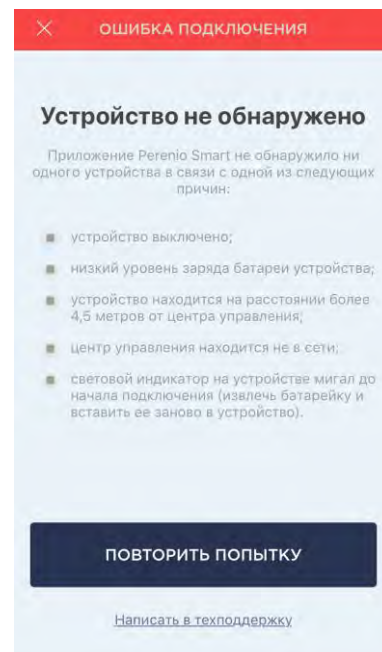 ОШИБКА ПОДКЛЮЧЕНИЯ
Устройство не обнаружено
Приложение Perenio Smart не обнаружило ни
одного устройства в связи с одной из следующих
причин:
устройство выключено;
низкий уровень заряда батареи устройства;
устройство находится на расстоянии более
4,5 метров от центра управления;
центр управления находится не в сети;
световой индикатор на устройстве мигал до
начала подключения (извлечь батарейку и
вставить ее заново в устройство).
ПОВТОРИТЬ ПОПЫТКУ
Написать в техподдержку